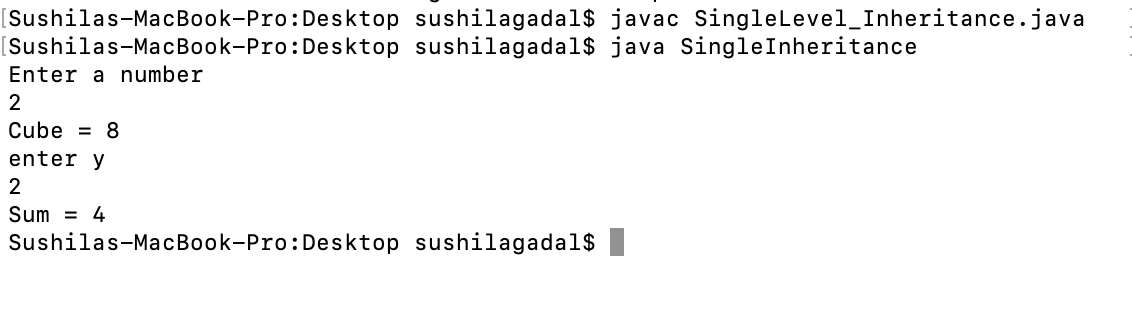 [Sushilas-MacBook-Pro:Desktop sushilagadal$ javac SingleLevel_Inheritance.java
[Sushilas-MacBook-Pro:Desktop sushilagadal$ java SingleInheritance
Enter a number
2
Cube = 8
enter y
2
Sum = 4
Sushilas-MacBook-Pro:Desktop sushilagadal$